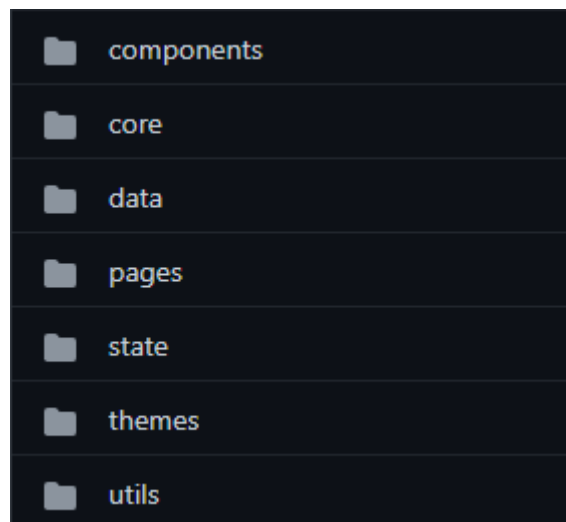 components
core
data
pages
state
themes
utils